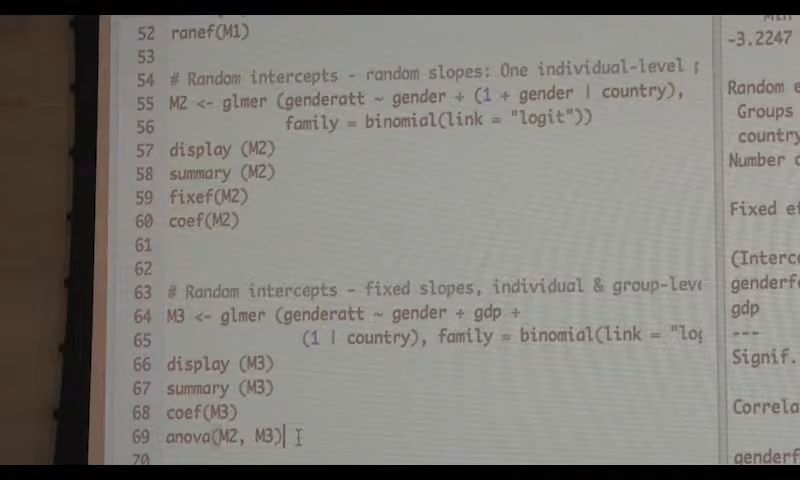 52 ranef(M1)
53
54 # Random intercepts - random slopes: One individual-level
55 M2 <- glmer (genderatt ~ gender + (1 + gender | country),
56 family = binomial(link = "logit"))
57 display (M2)
58 summary (M2)
59 fixef(M2)
60 coef(M2)
61
62
63 # Random intercepts - fixed slopes, individual & group-leve
64 M3 <- glmer (genderatt ~ gender + gdp +
65 (1 | country), family = binomial(link = "log
66 display (M3)
67 summary (M3)
68 coef(M3)
69 anova(M2, M3)
70
-3.2247
Random e
Groups
country
Number o
Fixed ef
(Interce
genderfe
gdp
---
Signif.
Correla
genderf